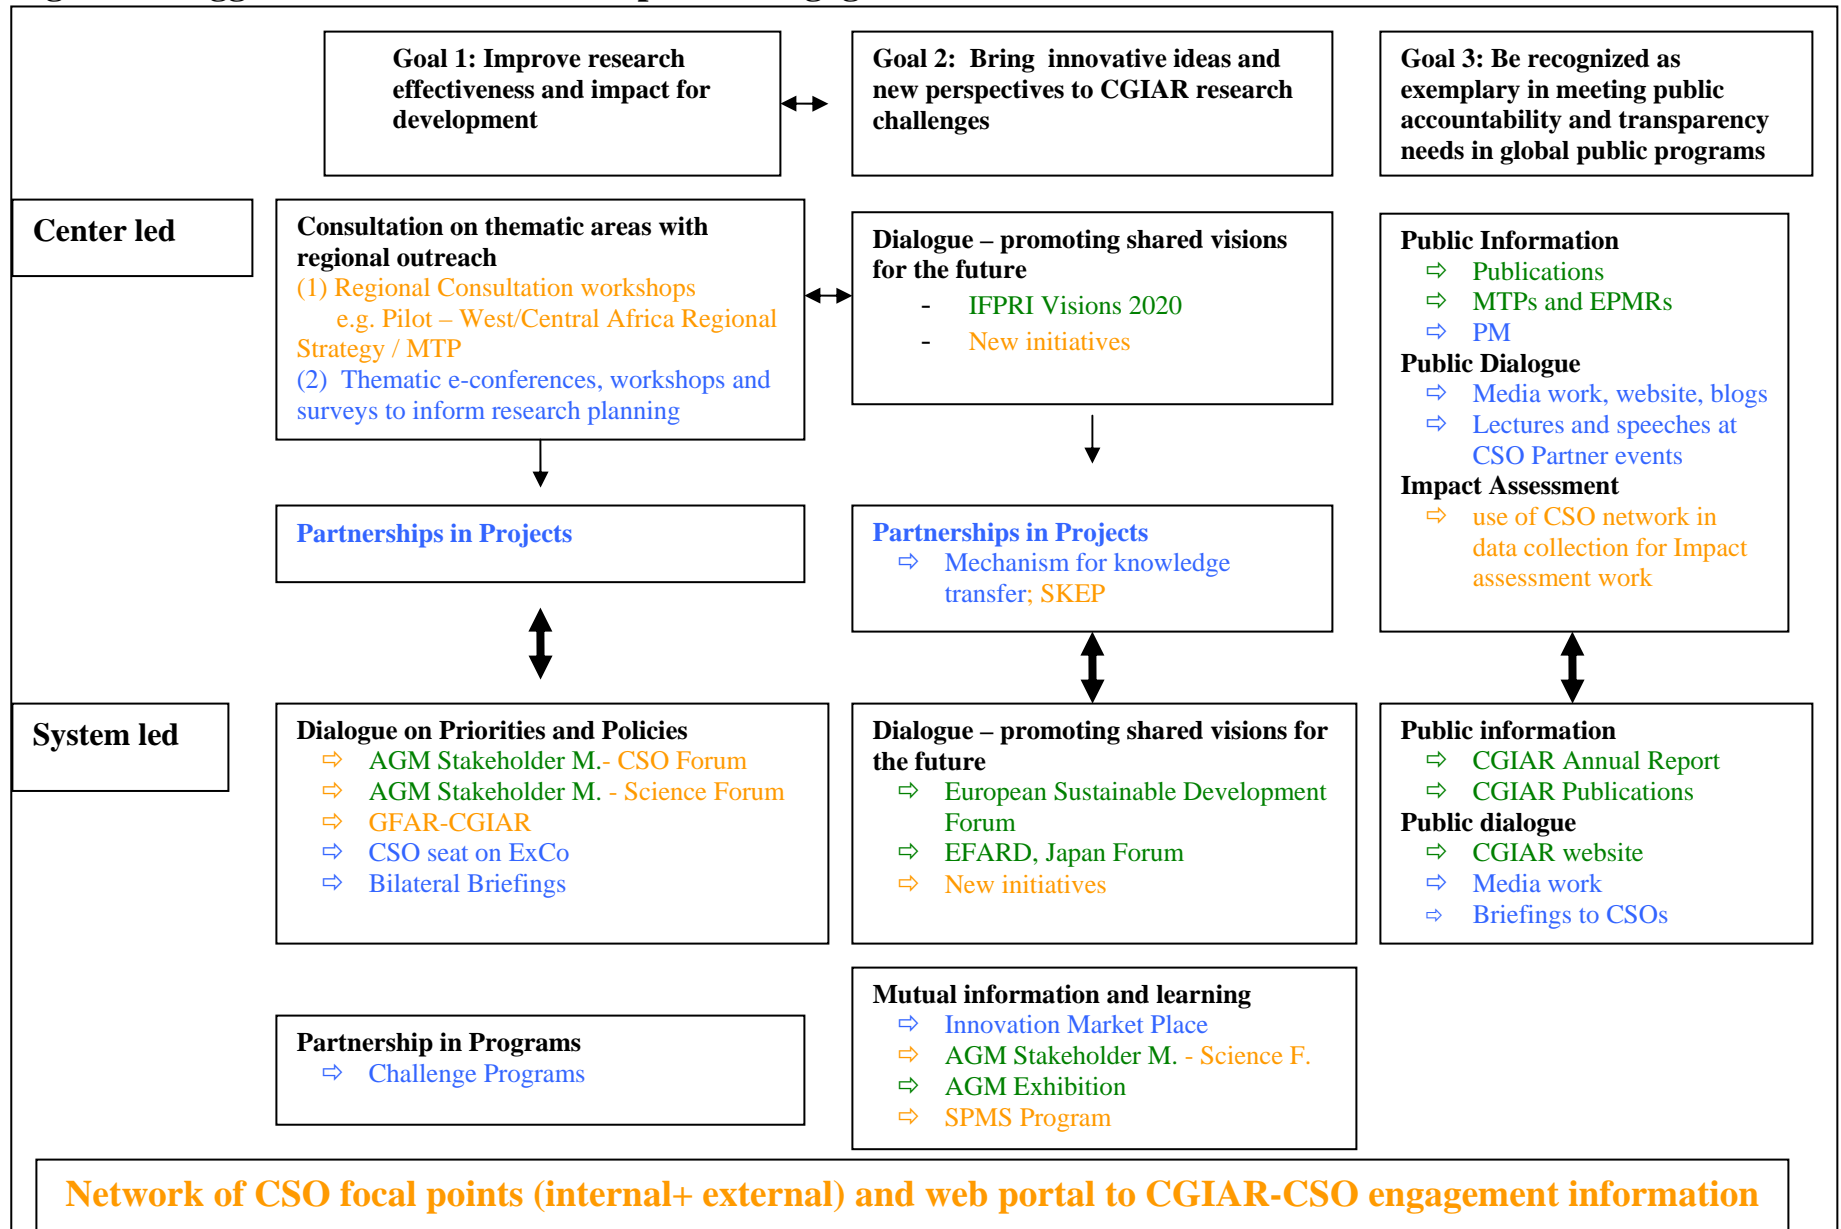 Goal 1: Improve research
effectiveness and impact for
development
Goal 2:  Bring  innovative ideas and
new perspectives to CGIAR research
challenges
Goal 3: Be recognized as
exemplary in meeting public
accountability and transparency
needs in global public programs
Center led
Consultation on thematic areas with
regional outreach
(1) Regional Consultation workshops
e.g. Pilot – West/Central Africa Regional
Strategy / MTP
(2)  Thematic e-conferences, workshops and
surveys to inform research planning
Dialogue – promoting shared visions
for the future
- IFPRI Visions 2020
- New initiatives
Public Information
⇨ Publications
⇨ MTPs and EPMRs
⇨ PM
Public Dialogue
⇨ Media work, website, blogs
⇨ Lectures and speeches at
CSO Partner events
Impact Assessment
⇨ use of CSO network in
data collection for Impact
assessment work
Partnerships in Projects
Partnerships in Projects
⇨ Mechanism for knowledge
transfer; SKEP
System led
Dialogue on Priorities and Policies
⇨ AGM Stakeholder M.- CSO Forum
⇨ AGM Stakeholder M. - Science Forum
⇨ GFAR-CGIAR
⇨ CSO seat on ExCo
⇨ Bilateral Briefings
Dialogue – promoting shared visions for
the future
⇨ European Sustainable Development
Forum
⇨ EFARD, Japan Forum
⇨ New initiatives
Public information
⇨ CGIAR Annual Report
⇨ CGIAR Publications
Public dialogue
⇨ CGIAR website
⇨ Media work
⇨ Briefings to CSOs
Partnership in Programs
⇨ Challenge Programs
Mutual information and learning
⇨ Innovation Market Place
⇨ AGM Stakeholder M. - Science F.
⇨ AGM Exhibition
⇨ SPMS Program
Network of CSO focal points (internal+ external) and web portal to CGIAR-CSO engagement information